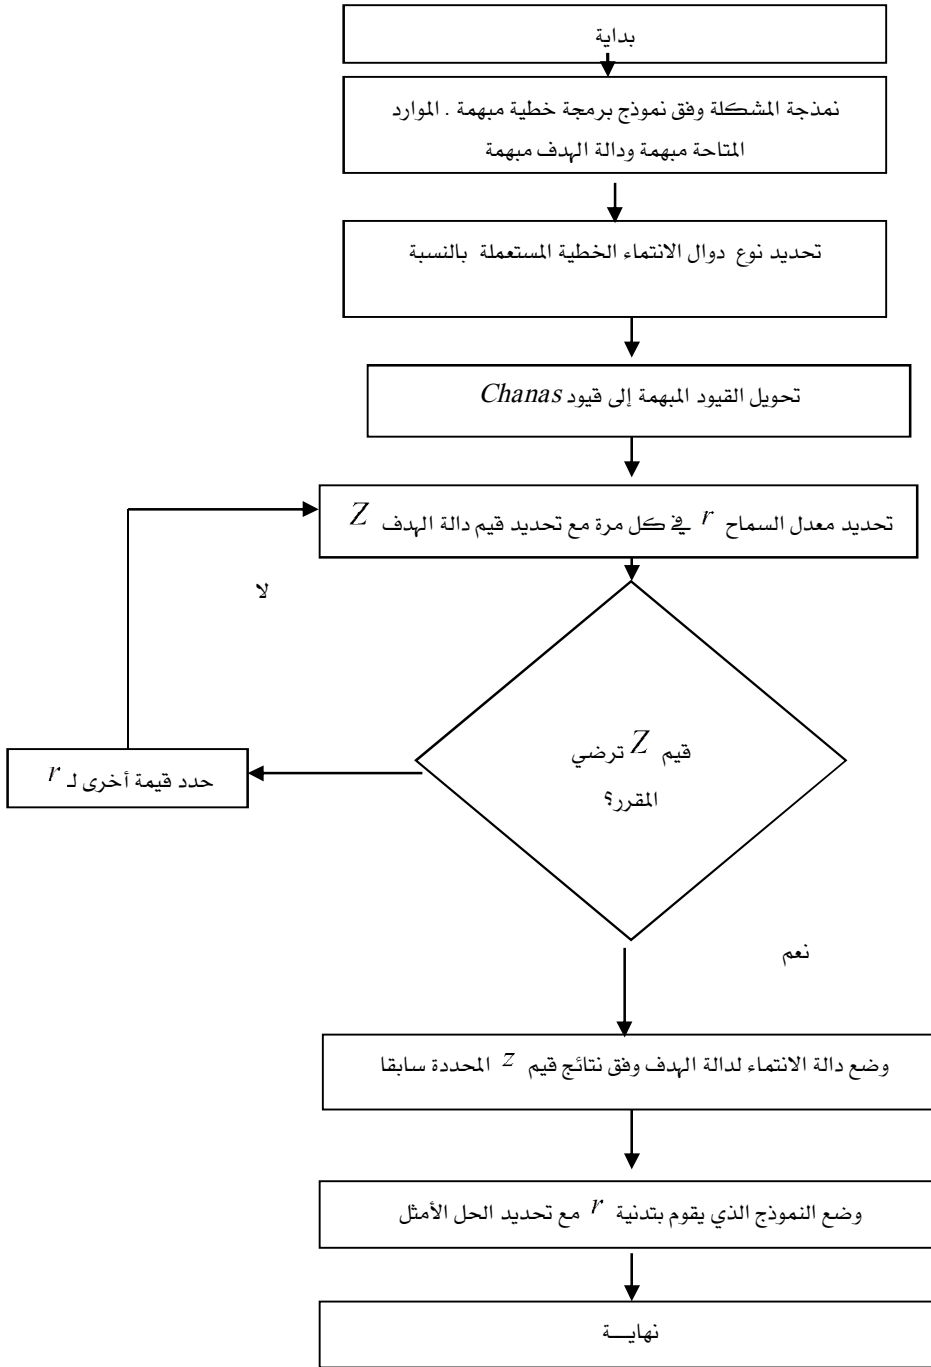 بداية
نمذجة المشكلة وفق نموذج برمجة خطية مبهمة . الموارد
المتاحة مبهمة ودالة الهدف مبهمة
تحديد نوع دوال الانتماء الخطية المستعملة بالنسبة
تحويل القيود المبهمة إلى قيود Chanas
تحديد معدل السماح r في كل مرة مع تحديد قيم دالة الهدف Z
لا
قيم Z ترضي
المقرر؟
حدد قيمة أخرى لـ r
نعم
وضع دالة الانتماء لدالة الهدف وفق نتائج قيم z المحددة سابقا
وضع النموذج الذي يقوم بتدنية r مع تحديد الحل الأمثل
نهايـــة